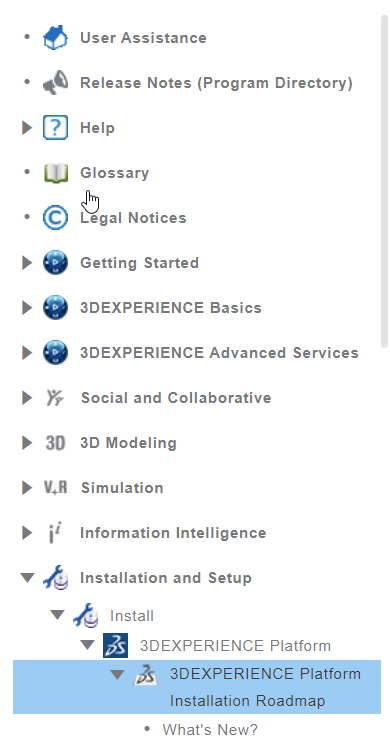 User Assistance
Release Notes (Program Directory)
? Help
Glossary
© Legal Notices
Getting Started
3DEXPERIENCE Basics
3DEXPERIENCE Advanced Services
Social and Collaborative
3D 3D Modeling
V+R Simulation
i i Information Intelligence
Installation and Setup
Install
3DEXPERIENCE Platform
3DEXPERIENCE Platform
Installation Roadmap
What's New?